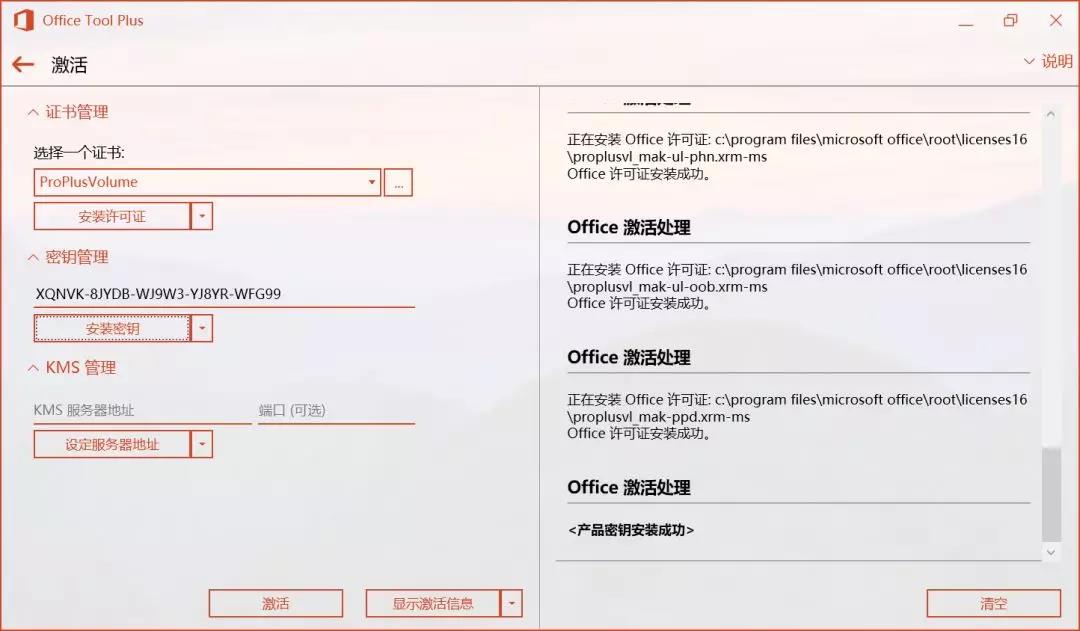 Office Tool Plus
激活
说明
证书管理
选择一个证书:
ProPlusVolume
...
安装许可证
密钥管理
XQNVK-8JYDB-WJ9W3-YJ8YR-WFG99
安装密钥
KMS 管理
KMS 服务器地址
端口 (可选)
设定服务器地址
激活
显示激活信息
Office 激活处理
正在安装 Office 许可证: c:\program files\microsoft office\root\licenses16
\proplusvl_mak-ul-phn.xrm-ms
Office 许可证安装成功。
Office 激活处理
正在安装 Office 许可证: c:\program files\microsoft office\root\licenses16
\proplusvl_mak-ul-oob.xrm-ms
Office 许可证安装成功。
Office 激活处理
正在安装 Office 许可证: c:\program files\microsoft office\root\licenses16
\proplusvl_mak-ppd.xrm-ms
Office 许可证安装成功。
Office 激活处理
<产品密钥安装成功>
清空